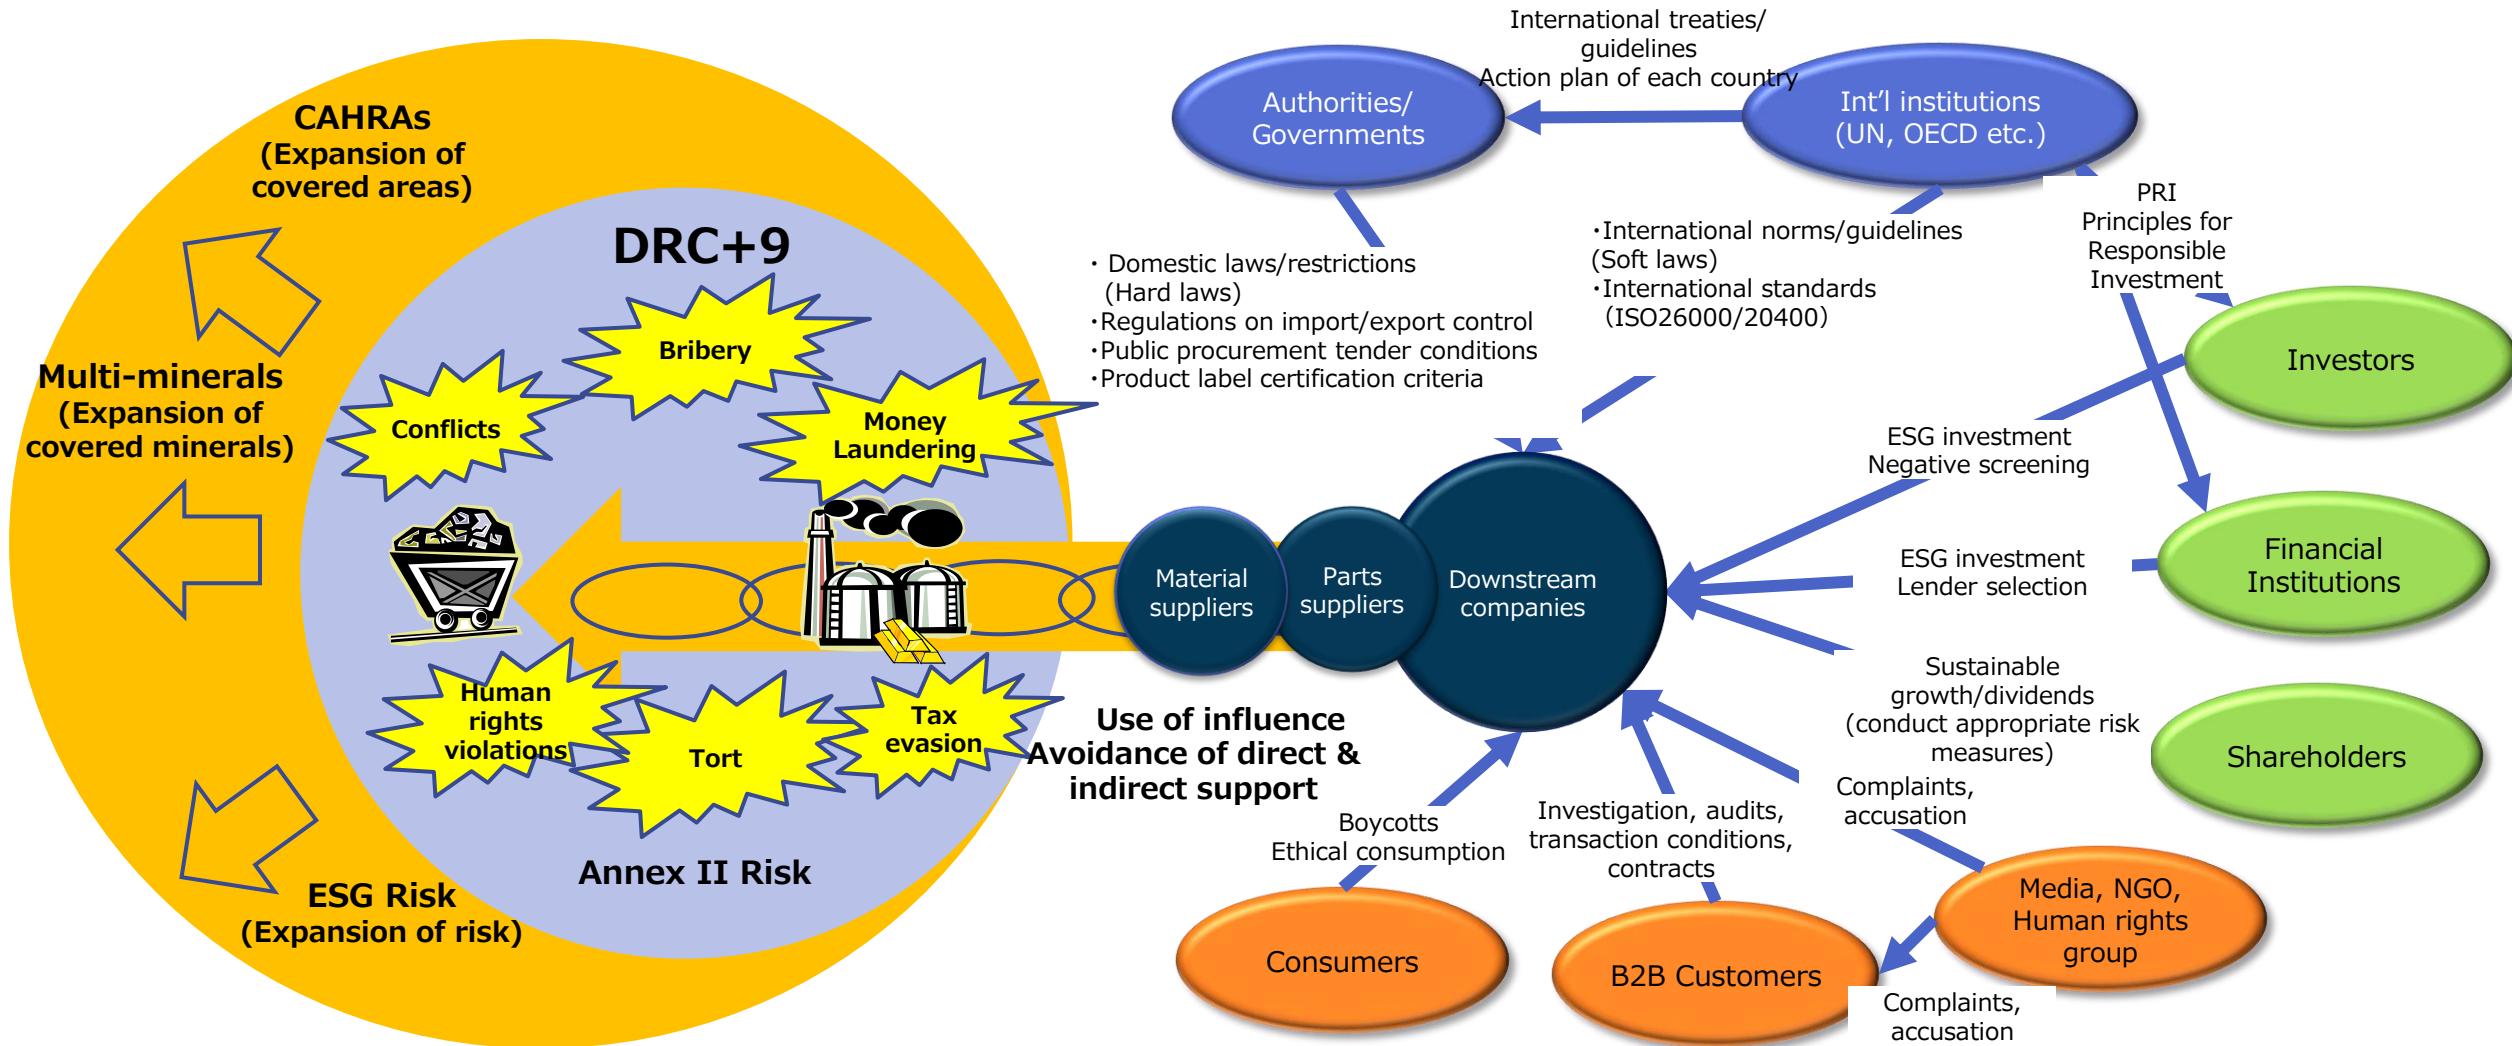 International treaties/
guidelines
Action plan of each country
Authorities/
Governments
Int’l institutions
(UN, OECD etc.)
CAHRAs
(Expansion of
covered areas)
DRC+9
PRI
Principles for
Responsible
Investment
・International norms/guidelines
(Soft laws)
・International standards
（ISO26000/20400）
・ Domestic laws/restrictions
(Hard laws)
・Regulations on import/export control
・Public procurement tender conditions
・Product label certification criteria
Bribery
Multi-minerals
(Expansion of
covered minerals)
Conflicts
Money
Laundering
Investors
ESG investment
Negative screening
Material
suppliers
Parts
suppliers
Downstream
companies
ESG investment
Lender selection
Financial
Institutions
Human
rights
violations
Tort
Tax
evasion
Use of influence
Avoidance of direct &
indirect support
Sustainable
growth/dividends
(conduct appropriate risk
measures)
Shareholders
Complaints,
accusation
Boycotts
Ethical consumption
Investigation, audits,
transaction conditions,
contracts
Annex II Risk
ESG Risk
(Expansion of risk)
Consumers
B2B Customers
Media, NGO,
Human rights
group
Complaints,
accusation